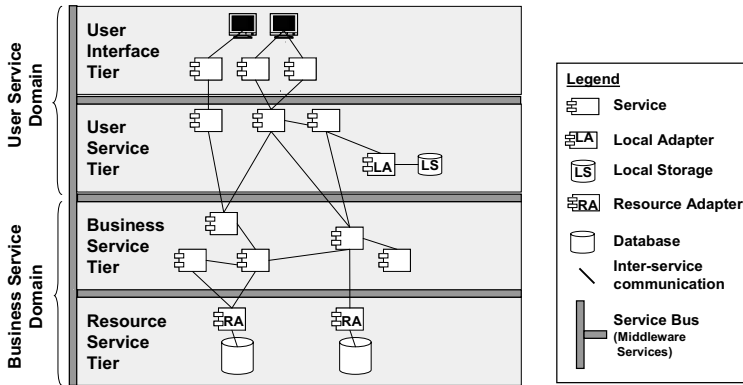 User Service
Domain
Business Service
Domain
User
Interface
Tier
User
Service
Tier
LA
LS
Business
Service
Tier
Resource
Service
Tier
RA
RA
Legend
Service
LA
Local Adapter
LS
Local Storage
RA
Resource Adapter
Database
Inter-service
communication
Service Bus
(Middleware
Services)